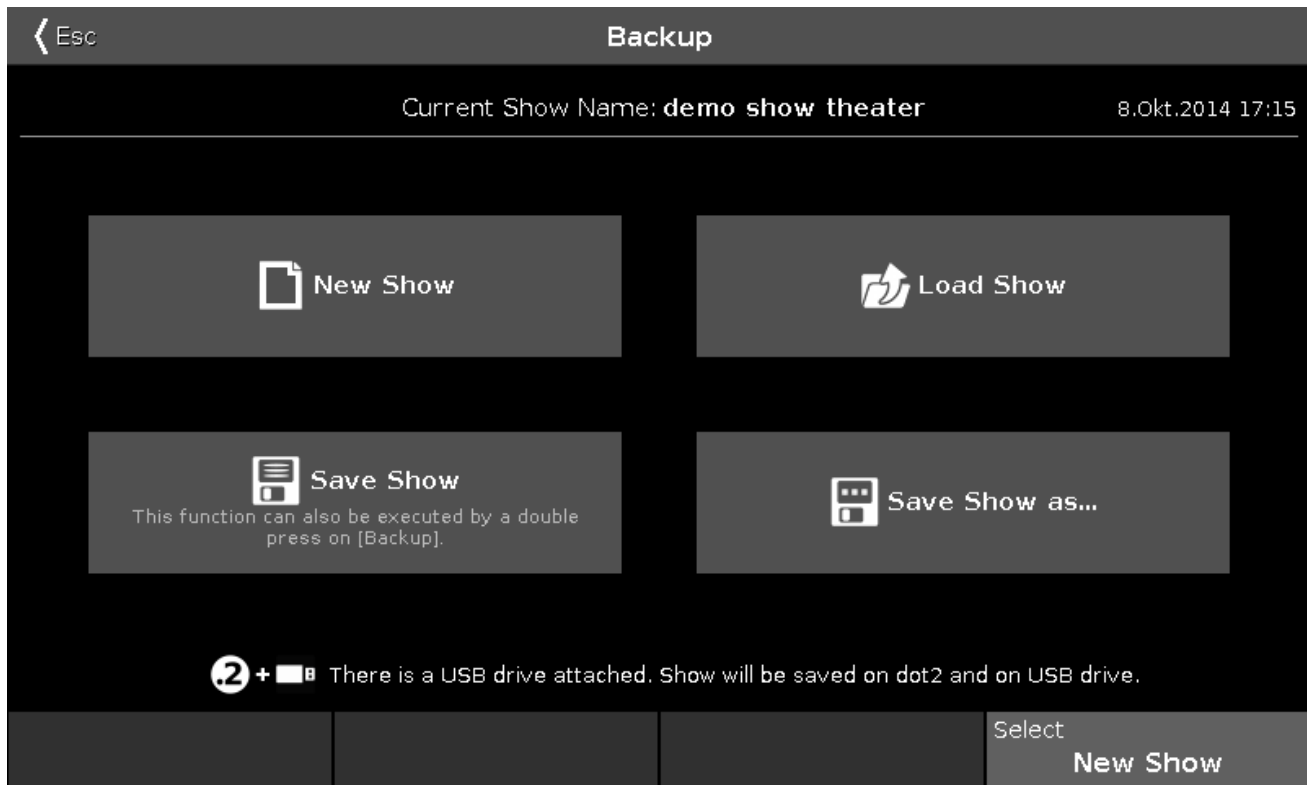 Esc
Backup
Current Show Name: demo show theater
8.Okt.2014 17:15
New Show
Load Show
Save Show
This function can also be executed by a double
press on [Backup].
Save Show as...
.2 + There is a USB drive attached. Show will be saved on dot2 and on USB drive.
Select
New Show